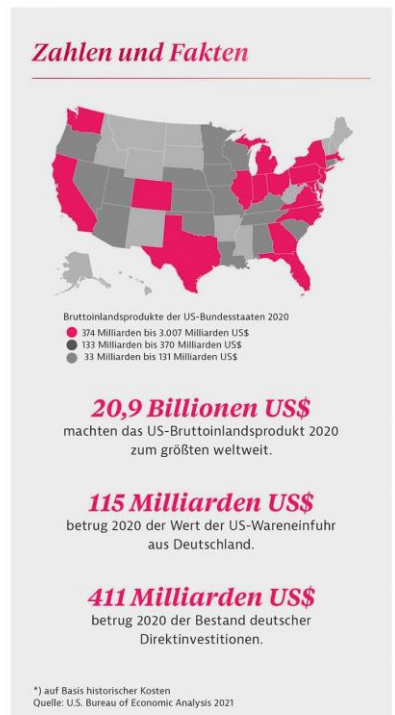 Zahlen und Fakten
Bruttoinlandsprodukte der US-Bundesstaaten 2020
374 Milliarden bis 3.007 Milliarden US$
133 Milliarden bis 370 Milliarden US$
33 Milliarden bis 131 Milliarden US$
20,9 Billionen US$
machten das US-Bruttoinlandsprodukt 2020
zum größten weltweit.
115 Milliarden US$
betrug 2020 der Wert der US-Wareneinfuhr
aus Deutschland.
411 Milliarden US$
betrug 2020 der Bestand deutscher
Direktinvestitionen.
*) auf Basis historischer Kosten
Quelle: U.S. Bureau of Economic Analysis 2021